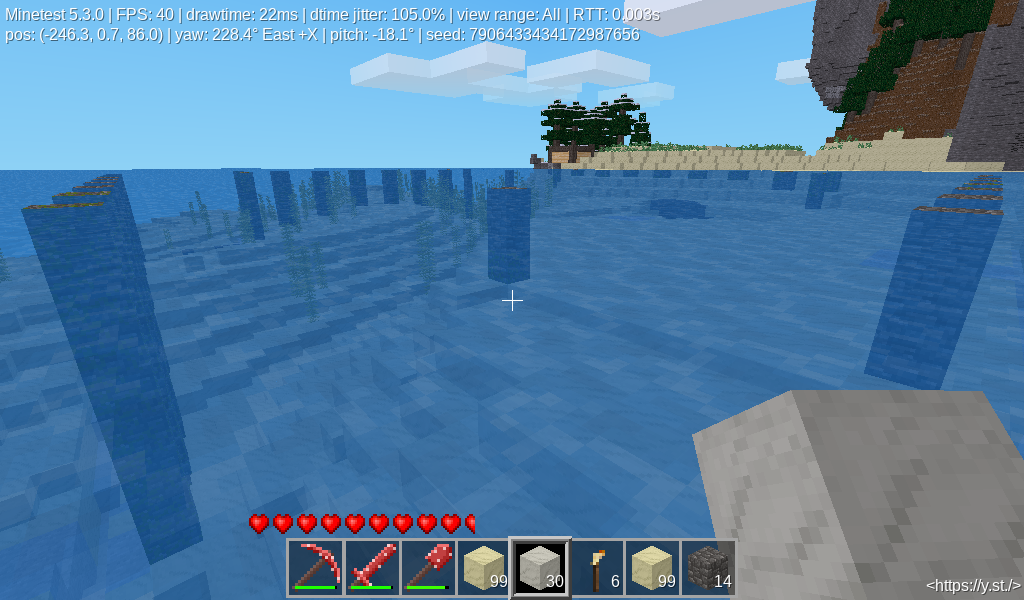 Minetest 5.3.0 | FPS: 40 | drawtime: 22ms | dtime jitter: 105.0% | view range: All | RTT: 0.003s
pos: (-246.3, 0.7, 86.0) | yaw: 228.4° East +X | pitch: -18.1° | seed: 7906433434172987656
99 30 6 99 14
<https://y.st./>